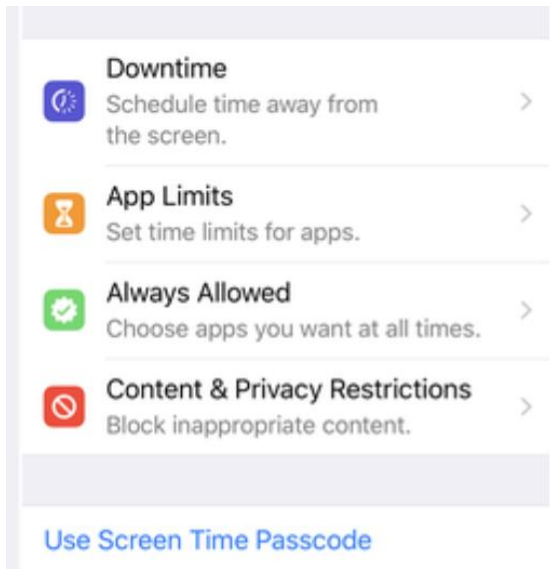 Downtime
Schedule time away from
the screen.
App Limits
Set time limits for apps.
Always Allowed
Choose apps you want at all times.
Content & Privacy Restrictions
Block inappropriate content.
Use Screen Time Passcode